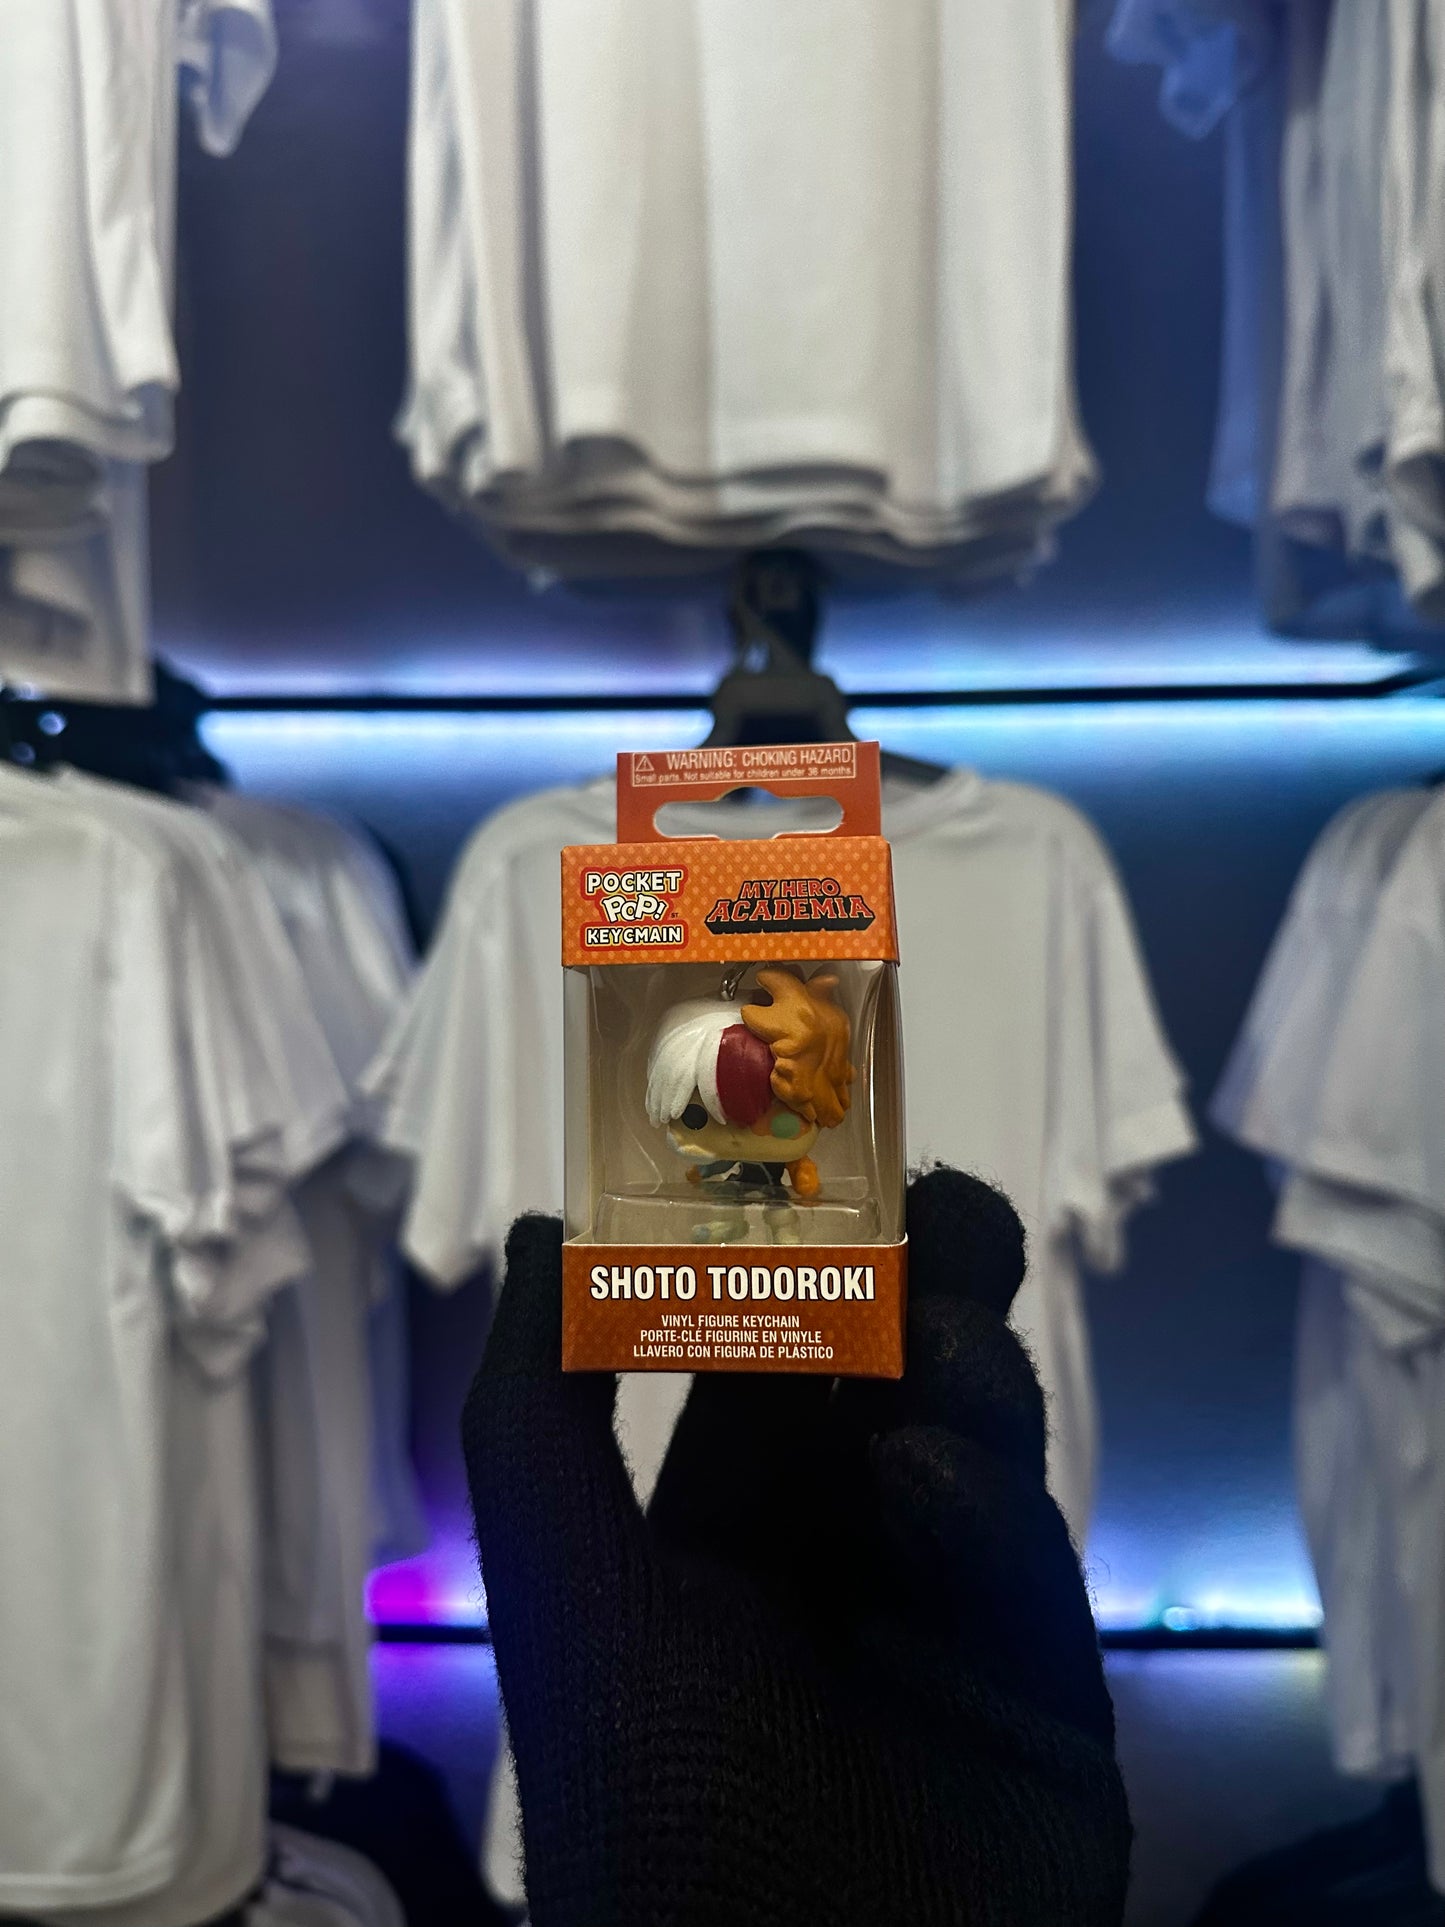 WARNING: CHOKING HAZARD.
Small parts. Not suitable for children under 36 months.
POCKET
POP!
KEYCHAIN
MY HERO
ACADEMIA
SHOTO TODOROKI
VINYL FIGURE KEYCHAIN
PORTE-CLÉ FIGURINE EN VINYLE
LLAVERO CON FIGURA DE PLÁSTICO